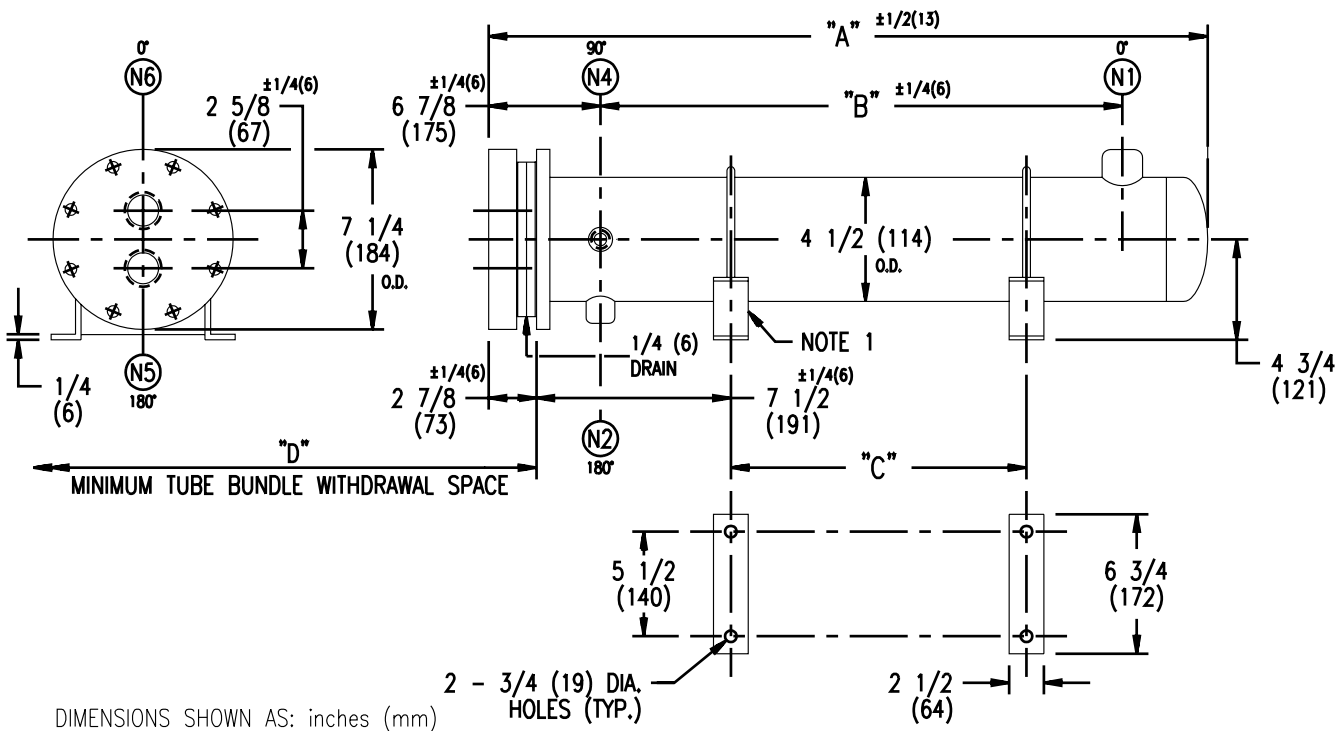 "A" ±1/2(13)
0°
N6
90°
N4
0°
N1
±1/4(6)
2 5/8
(67)
±1/4(6)
6 7/8
(175)
"B" ±1/4(6)
7 1/4
(184)
O.D.
4 1/2 (114)
O.D.
NOTE 1
1/4 (6)
DRAIN
4 3/4
(121)
1/4
(6)
N5
180°
±1/4(6)
2 7/8
(73)
±1/4(6)
7 1/2
(191)
N2
180°
"D"
MINIMUM TUBE BUNDLE WITHDRAWAL SPACE
"C"
5 1/2
(140)
6 3/4
(172)
2 - 3/4 (19) DIA.
HOLES (TYP.)
2 1/2
(64)
DIMENSIONS SHOWN AS: inches (mm)